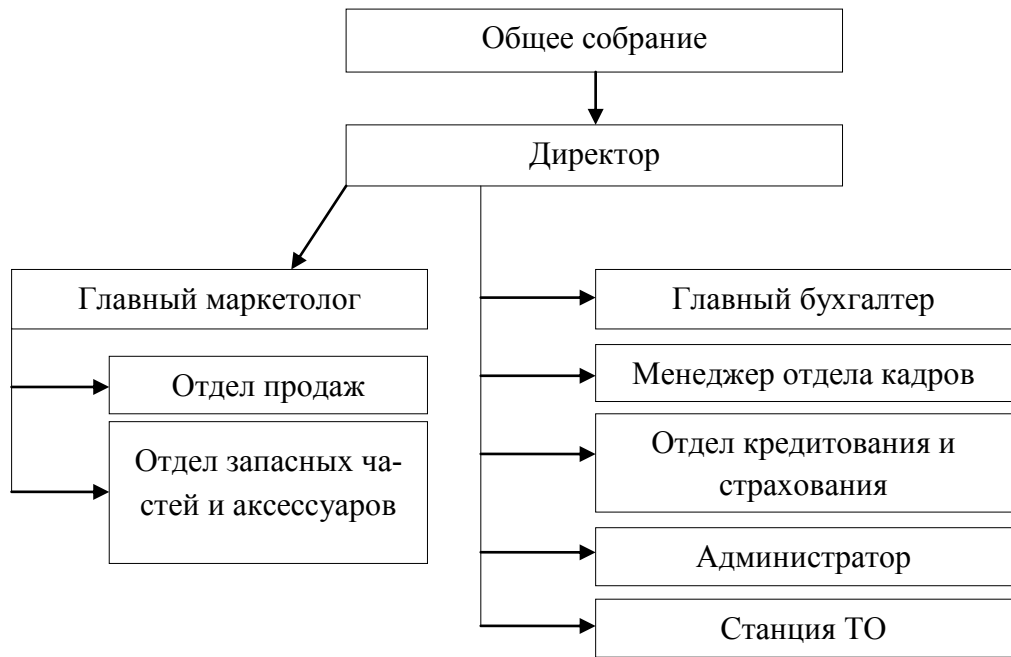 Общее собрание
Директор
Главный маркетолог
Отдел продаж
Отдел запасных ча-
стей и аксессуаров
Главный бухгалтер
Менеджер отдела кадров
Отдел кредитования и
страхования
Администратор
Станция ТО